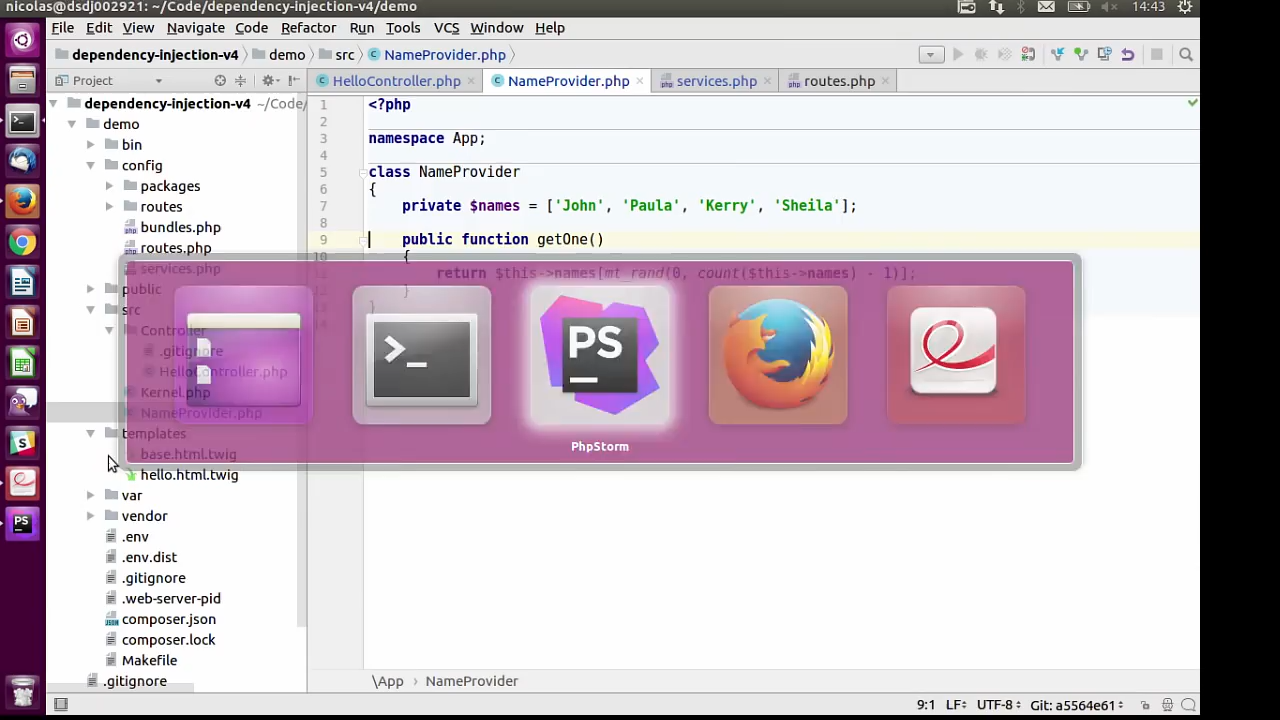 nicolas@dsdj002921: ~/Code/dependency-injection-v4/demo
14:43
File Edit View Navigate Code Refactor Run Tools VCS Window Help
dependency-injection-v4 demo src NameProvider.php
Project
HelloController.php NameProvider.php services.php routes.php
dependency-injection-v4 ~/Code/
demo
bin
config
packages
routes
bundles.php
routes.php
services.php
public
src
Controller
.gitignore
HelloController.php
Kernel.php
NameProvider.php
templates
base.html.twig
hello.html.twig
var
vendor
.env
.env.dist
.gitignore
.web-server-pid
composer.json
composer.lock
Makefile
.gitignore
1 <?php
2
3 namespace App;
4
5 class NameProvider
6 {
7 private $names = ['John', 'Paula', 'Kerry', 'Sheila'];
8
9 public function getOne()
10 {
return $this->names[mt_rand(0, count($this->names) - 1)];
}
}
PS
PhpStorm
\App NameProvider
9:1 LF UTF-8 Git: a5564e61